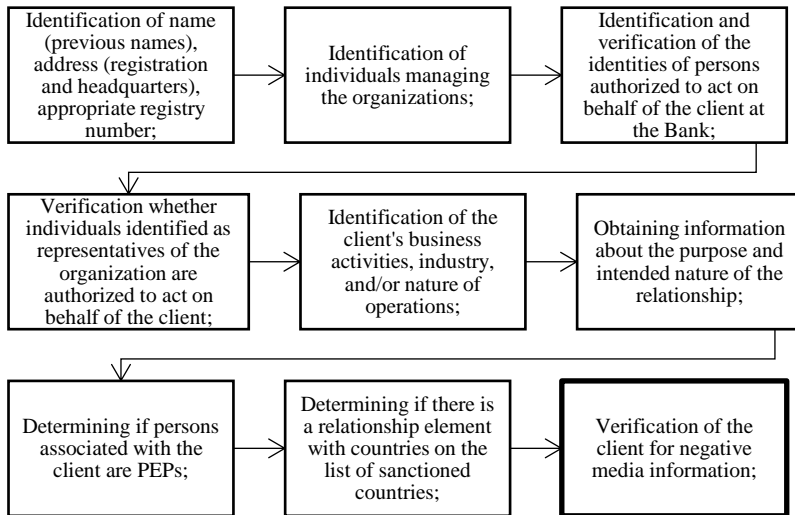 Identification of name
(previous names),
address (registration
and headquarters),
appropriate registry
number;
Identification of
individuals managing
the organizations;
Identification and
verification of the
identities of persons
authorized to act on
behalf of the client at
the Bank;
Verification whether
individuals identified as
representatives of the
organization are
authorized to act on
behalf of the client;
Identification of the
client's business
activities, industry,
and/or nature of
operations;
Obtaining information
about the purpose and
intended nature of the
relationship;
Determining if persons
associated with the
client are PEPs;
Determining if there is
a relationship element
with countries on the
list of sanctioned
countries;
Verification of the
client for negative
media information;